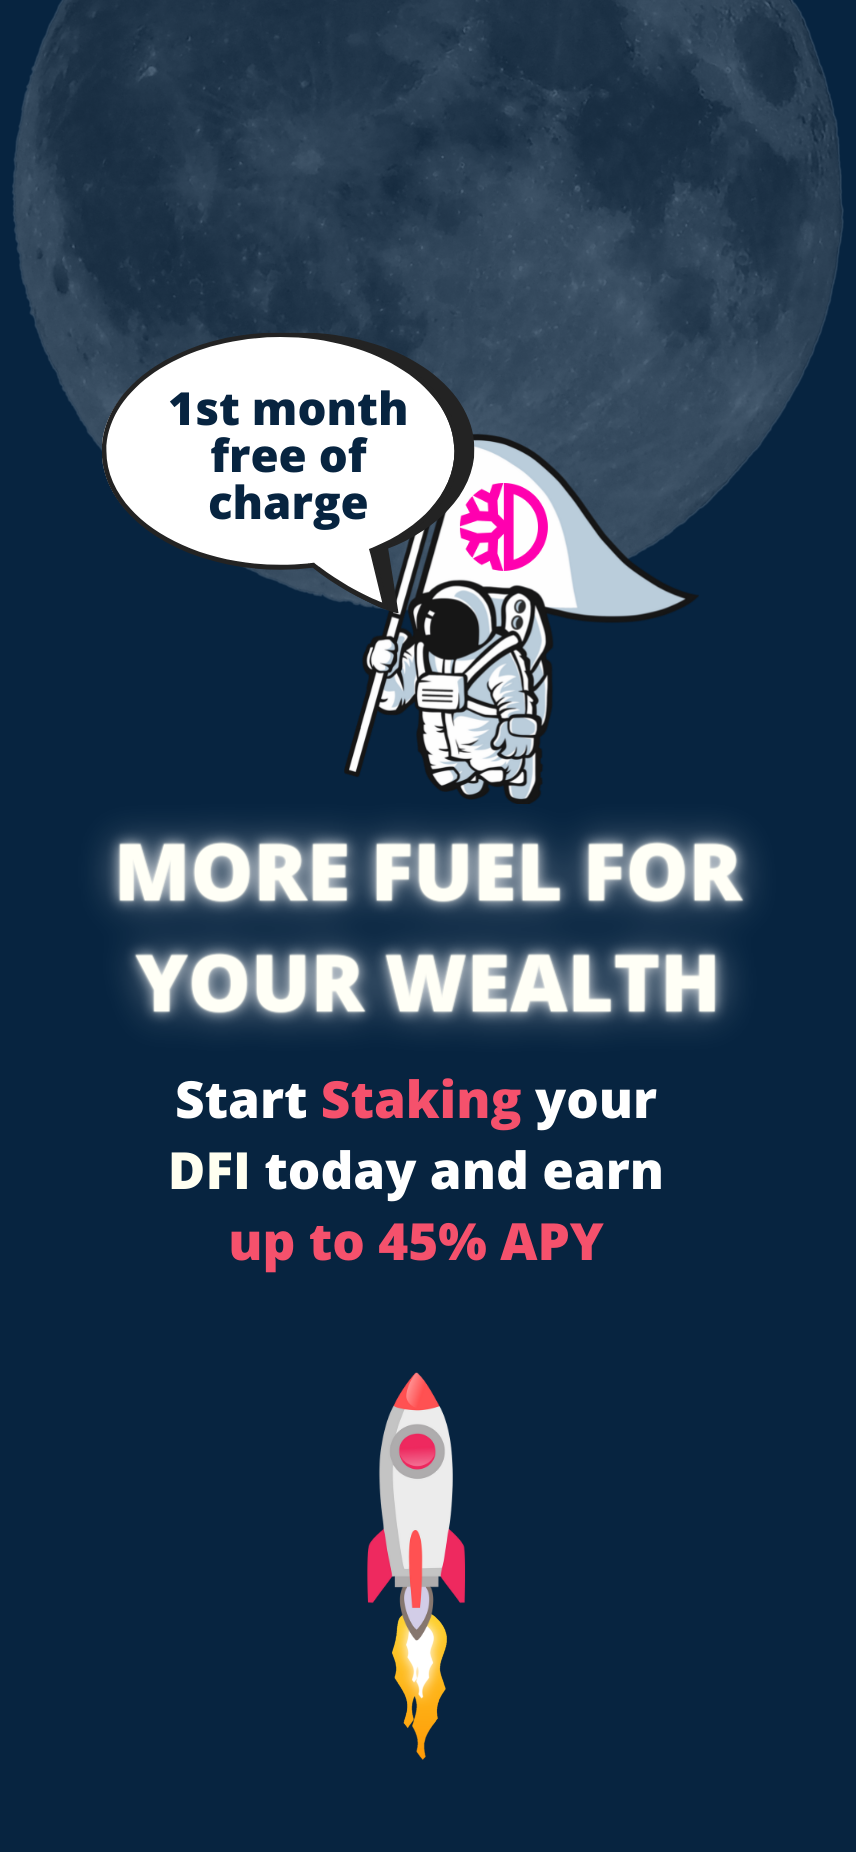 1st month
free of
charge
MORE FUEL FOR
YOUR WEALTH
Start Staking your
DFI today and earn
up to 45% APY